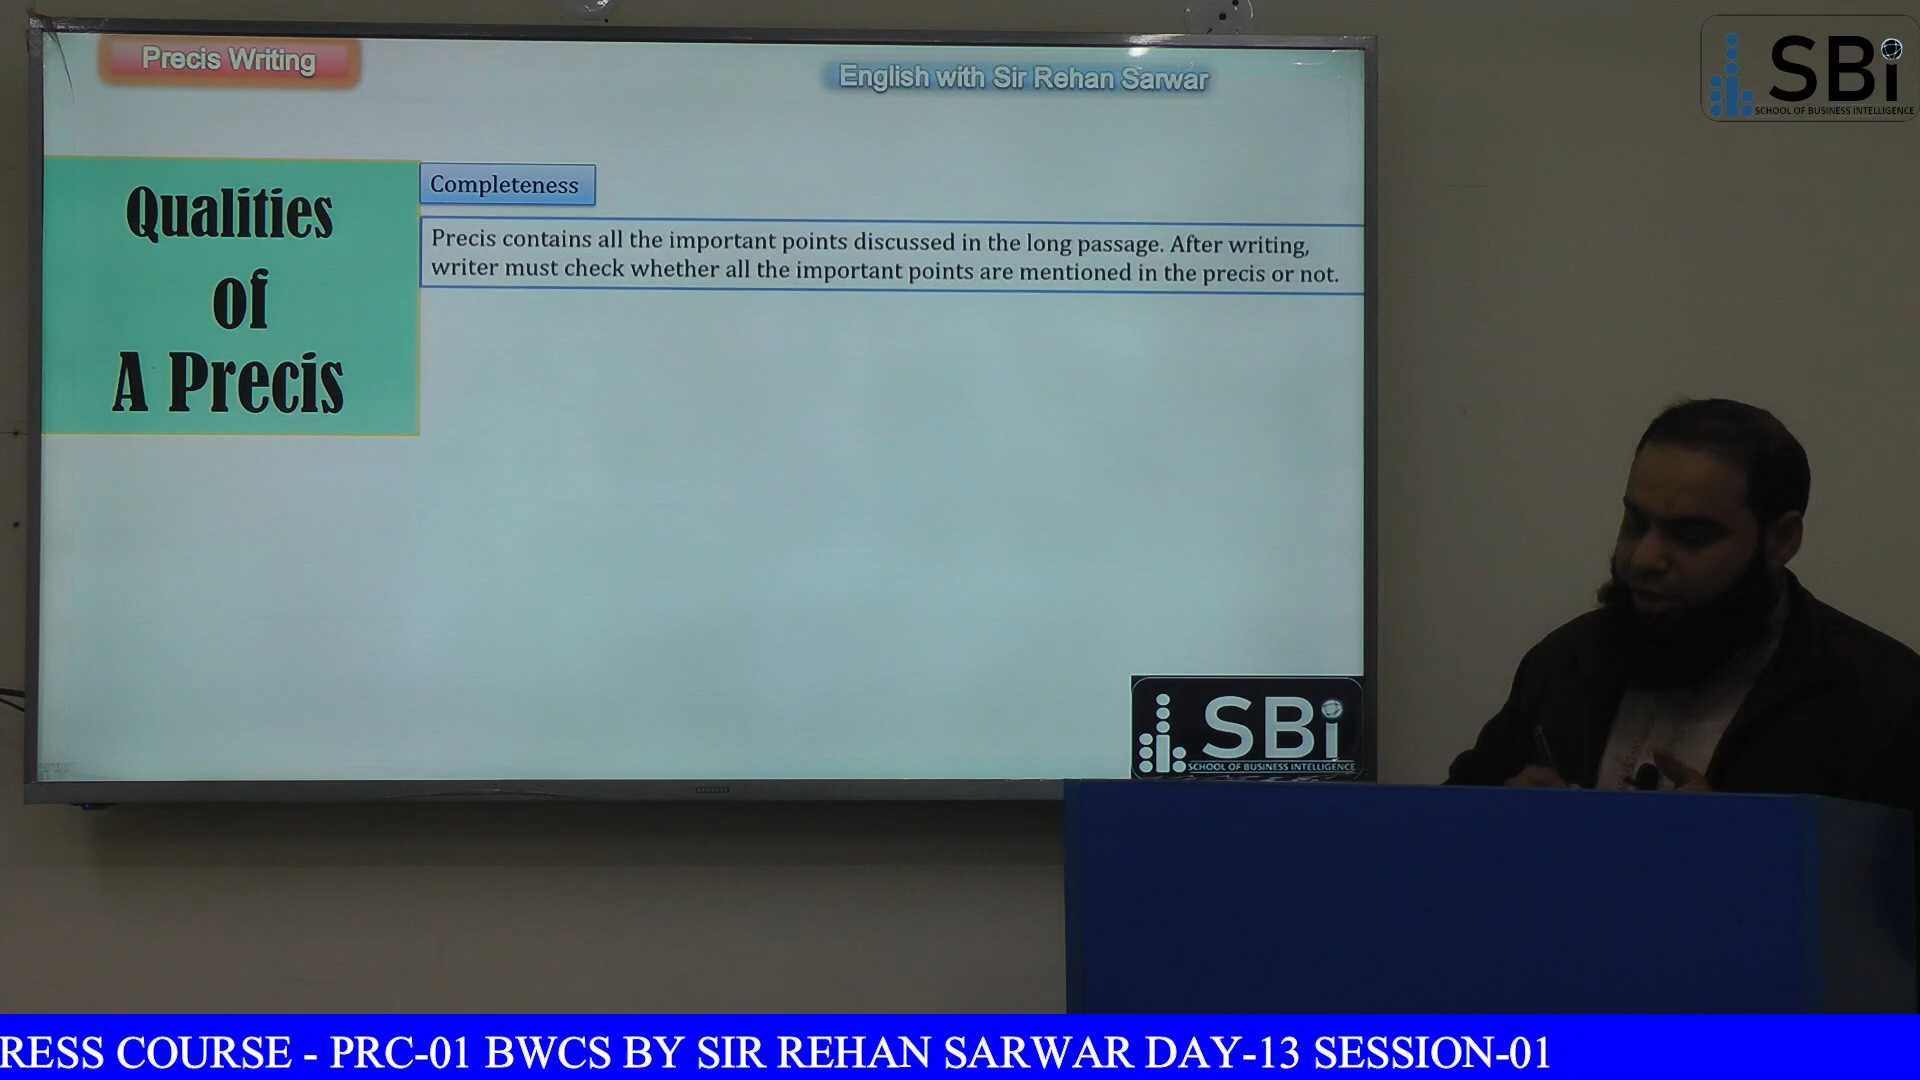 Precis Writing
English with Sir Rehan Sarwar
SBi
SCHOOL OF BUSINESS INTELLIGENCE
Qualities
of
A Precis
Completeness
Precis contains all the important points discussed in the long passage. After writing,
writer must check whether all the important points are mentioned in the precis or not.
SBi
SCHOOL OF BUSINESS INTELLIGENCE
SAMSUNG
RESS COURSE - PRC-01 BWCS BY SIR REHAN SARWAR DAY-13 SESSION-01